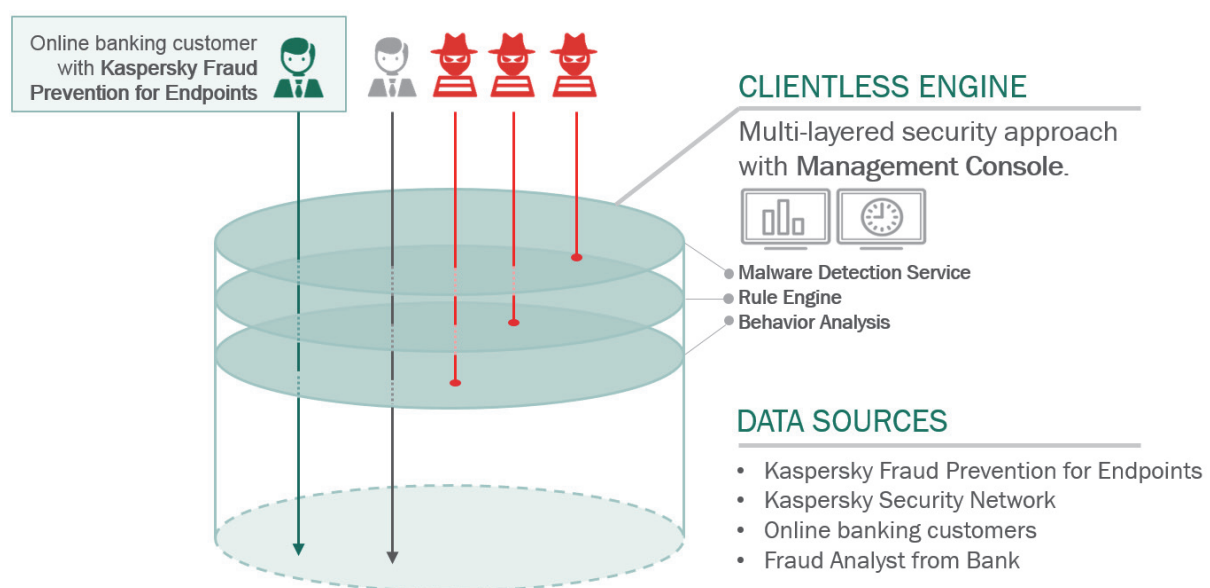 Online banking customer
with Kaspersky Fraud
Prevention for Endpoints
CLIENTLESS ENGINE
Multi-layered security approach
with Management Console.
Malware Detection Service
Rule Engine
Behavior Analysis
DATA SOURCES
• Kaspersky Fraud Prevention for Endpoints
• Kaspersky Security Network
• Online banking customers
• Fraud Analyst from Bank